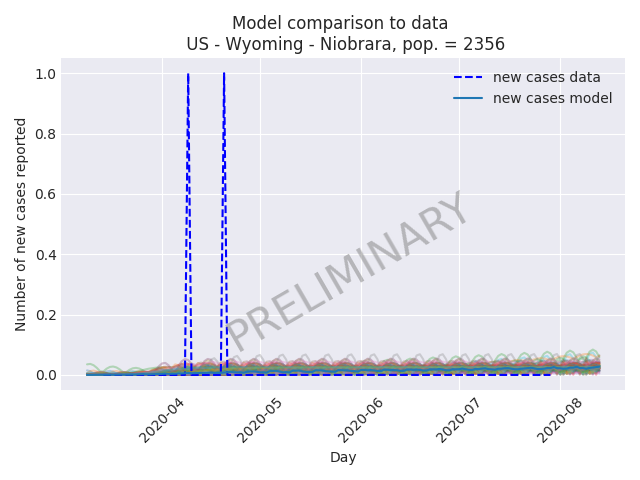 Model comparison to data
US - Wyoming - Niobrara, pop. = 2356
new cases data
new cases model
Number of new cases reported
1.0
0.8
0.6
0.4
0.2
0.0
PRELIMINARY
2020-04
2020-05
2020-06
2020-07
2020-08
Day